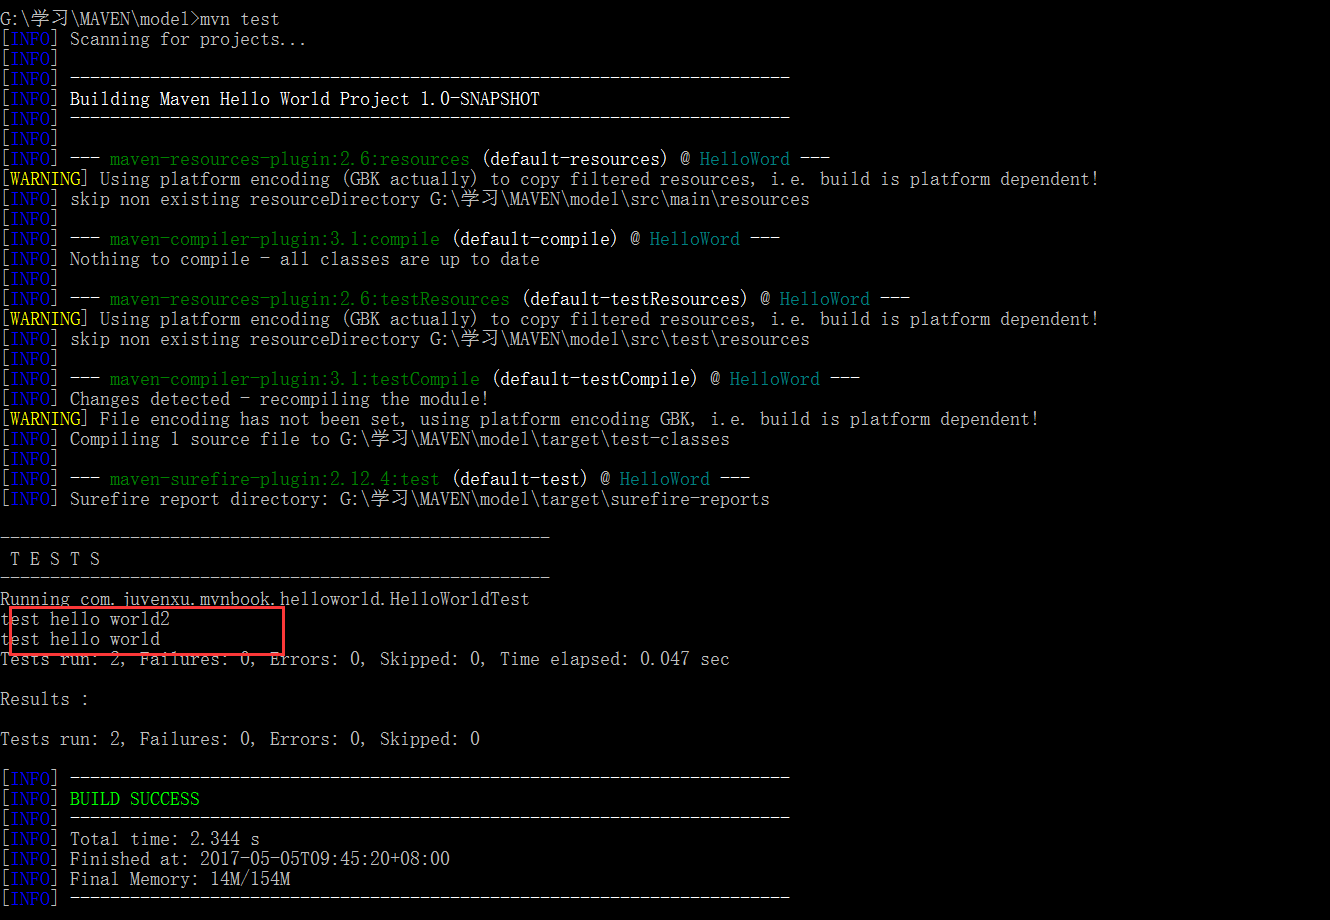 G:\学习\MAVEN\model>mvn test
[INFO] Scanning for projects...
[INFO]
[INFO] ------------------------------------------------------------------------
[INFO] Building Maven Hello World Project 1.0-SNAPSHOT
[INFO] ------------------------------------------------------------------------
[INFO]
[INFO] --- maven-resources-plugin:2.6:resources (default-resources) @ HelloWord ---
[WARNING] Using platform encoding (GBK actually) to copy filtered resources, i.e. build is platform dependent!
[INFO] skip non existing resourceDirectory G:\学习\MAVEN\model\src\main\resources
[INFO]
[INFO] --- maven-compiler-plugin:3.1:compile (default-compile) @ HelloWord ---
[INFO] Nothing to compile - all classes are up to date
[INFO]
[INFO] --- maven-resources-plugin:2.6:testResources (default-testResources) @ HelloWord ---
[WARNING] Using platform encoding (GBK actually) to copy filtered resources, i.e. build is platform dependent!
[INFO] skip non existing resourceDirectory G:\学习\MAVEN\model\src\test\resources
[INFO]
[INFO] --- maven-compiler-plugin:3.1:testCompile (default-testCompile) @ HelloWord ---
[INFO] Changes detected - recompiling the module!
[WARNING] File encoding has not been set, using platform encoding GBK, i.e. build is platform dependent!
[INFO] Compiling 1 source file to G:\学习\MAVEN\model\target\test-classes
[INFO]
[INFO] --- maven-surefire-plugin:2.12.4:test (default-test) @ HelloWord ---
[INFO] Surefire report directory: G:\学习\MAVEN\model\target\surefire-reports
-------------------------------------------------------
T E S T S
-------------------------------------------------------
Running com.juvenxu.mvnbook.helloworld.HelloWorldTest
test hello world2
test hello world
Tests run: 2, Failures: 0, Errors: 0, Skipped: 0, Time elapsed: 0.047 sec
Results :
Tests run: 2, Failures: 0, Errors: 0, Skipped: 0
[INFO] ------------------------------------------------------------------------
[INFO] BUILD SUCCESS
[INFO] ------------------------------------------------------------------------
[INFO] Total time: 2.344 s
[INFO] Finished at: 2017-05-05T09:45:20+08:00
[INFO] Final Memory: 14M/154M
[INFO] ------------------------------------------------------------------------